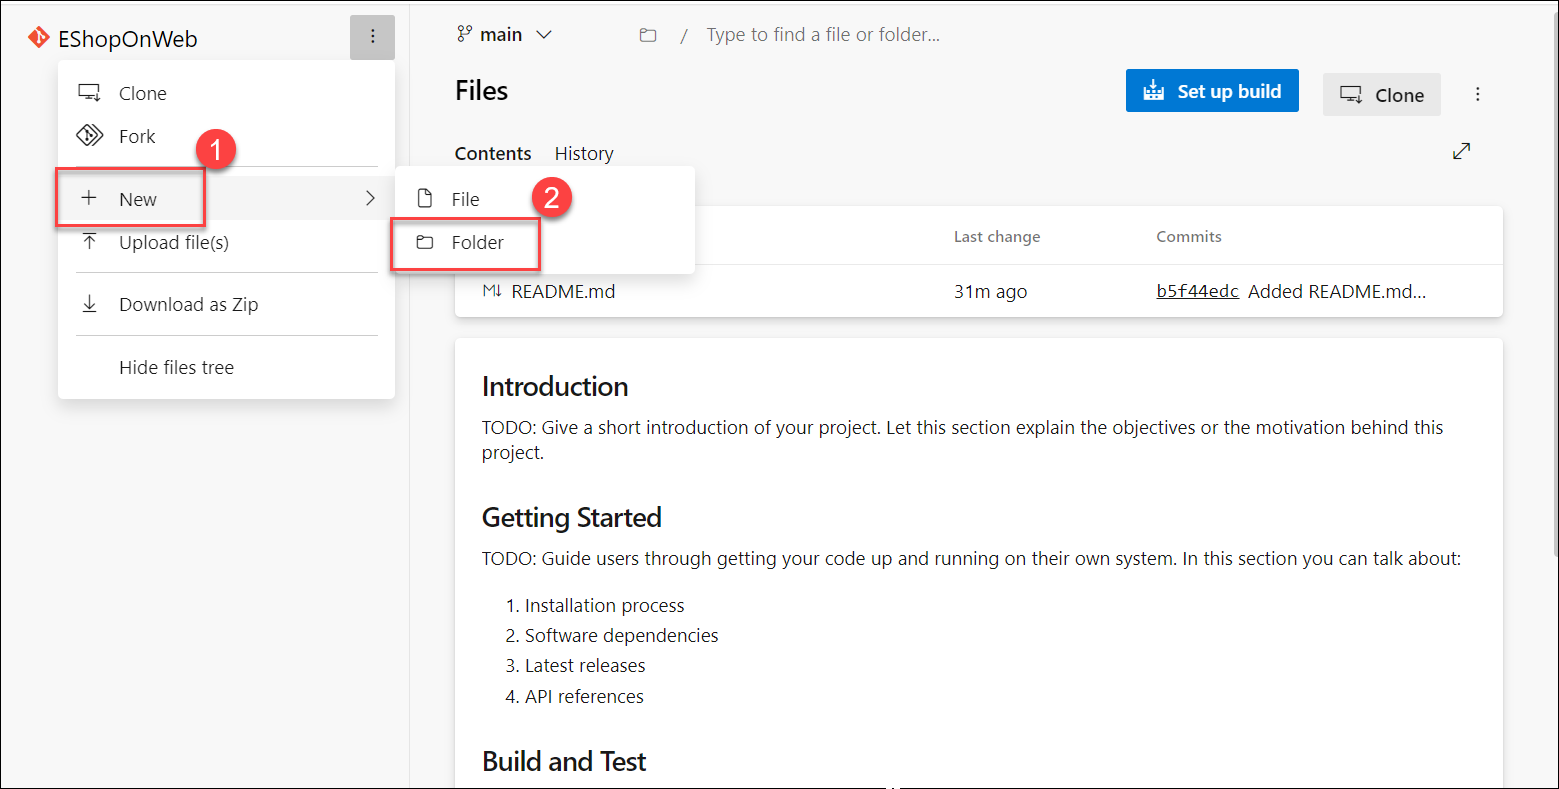 EShopOnWeb
Clone
Fork
1
New
Upload file(s)
Download as Zip
Hide files tree
File
2
Folder
main
/ Type to find a file or folder...
Files
Set up build
Clone
Contents History
Last change Commits
M↓ README.md 31m ago b5f44edc Added README.md...
Introduction
TODO: Give a short introduction of your project. Let this section explain the objectives or the motivation behind this
project.
Getting Started
TODO: Guide users through getting your code up and running on their own system. In this section you can talk about:
1. Installation process
2. Software dependencies
3. Latest releases
4. API references
Build and Test